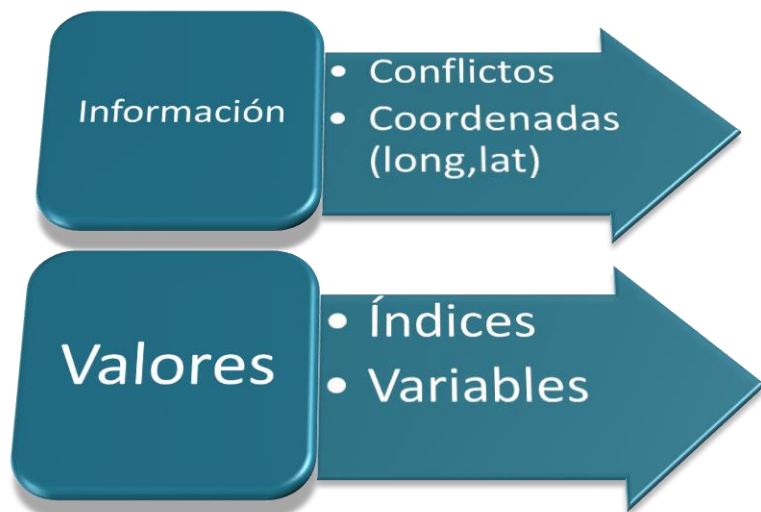 Información
• Conflictos
• Coordenadas
(long,lat)
Valores
• Índices
• Variables